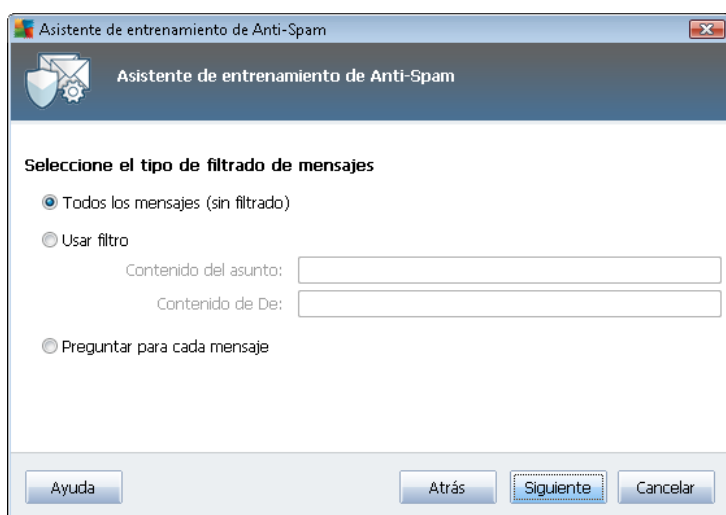 Asistente de entrenamiento de Anti-Spam
Asistente de entrenamiento de Anti-Spam
Seleccione el tipo de filtrado de mensajes
Todos los mensajes (sin filtrado)
Usar filtro
Contenido del asunto:
Contenido de De:
Preguntar para cada mensaje
Ayuda
Atrás
Siguiente
Cancelar